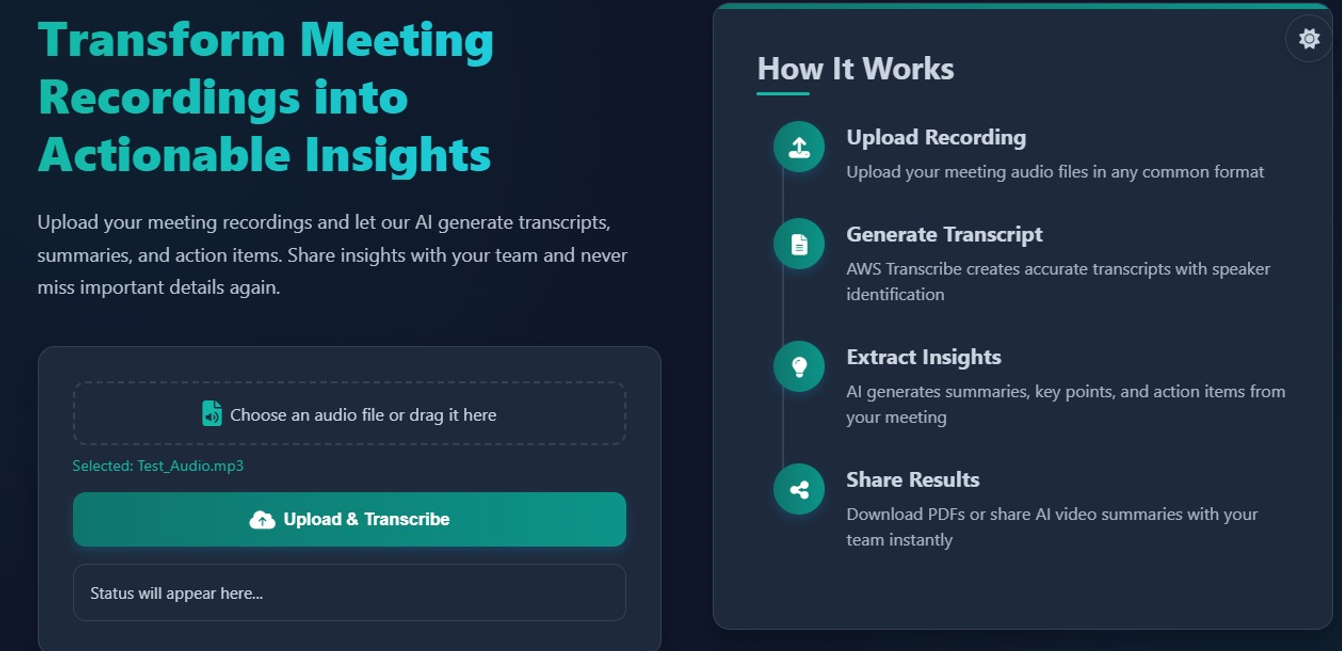 Transform Meeting
Recordings into
Actionable Insights
Upload your meeting recordings and let our AI generate transcripts,
summaries, and action items. Share insights with your team and never
miss important details again.
Choose an audio file or drag it here
Selected: Test_Audio.mp3
Upload & Transcribe
Status will appear here...
How It Works
Upload Recording
Upload your meeting audio files in any common format
Generate Transcript
AWS Transcribe creates accurate transcripts with speaker
identification
Extract Insights
AI generates summaries, key points, and action items from
your meeting
Share Results
Download PDFs or share AI video summaries with your
team instantly